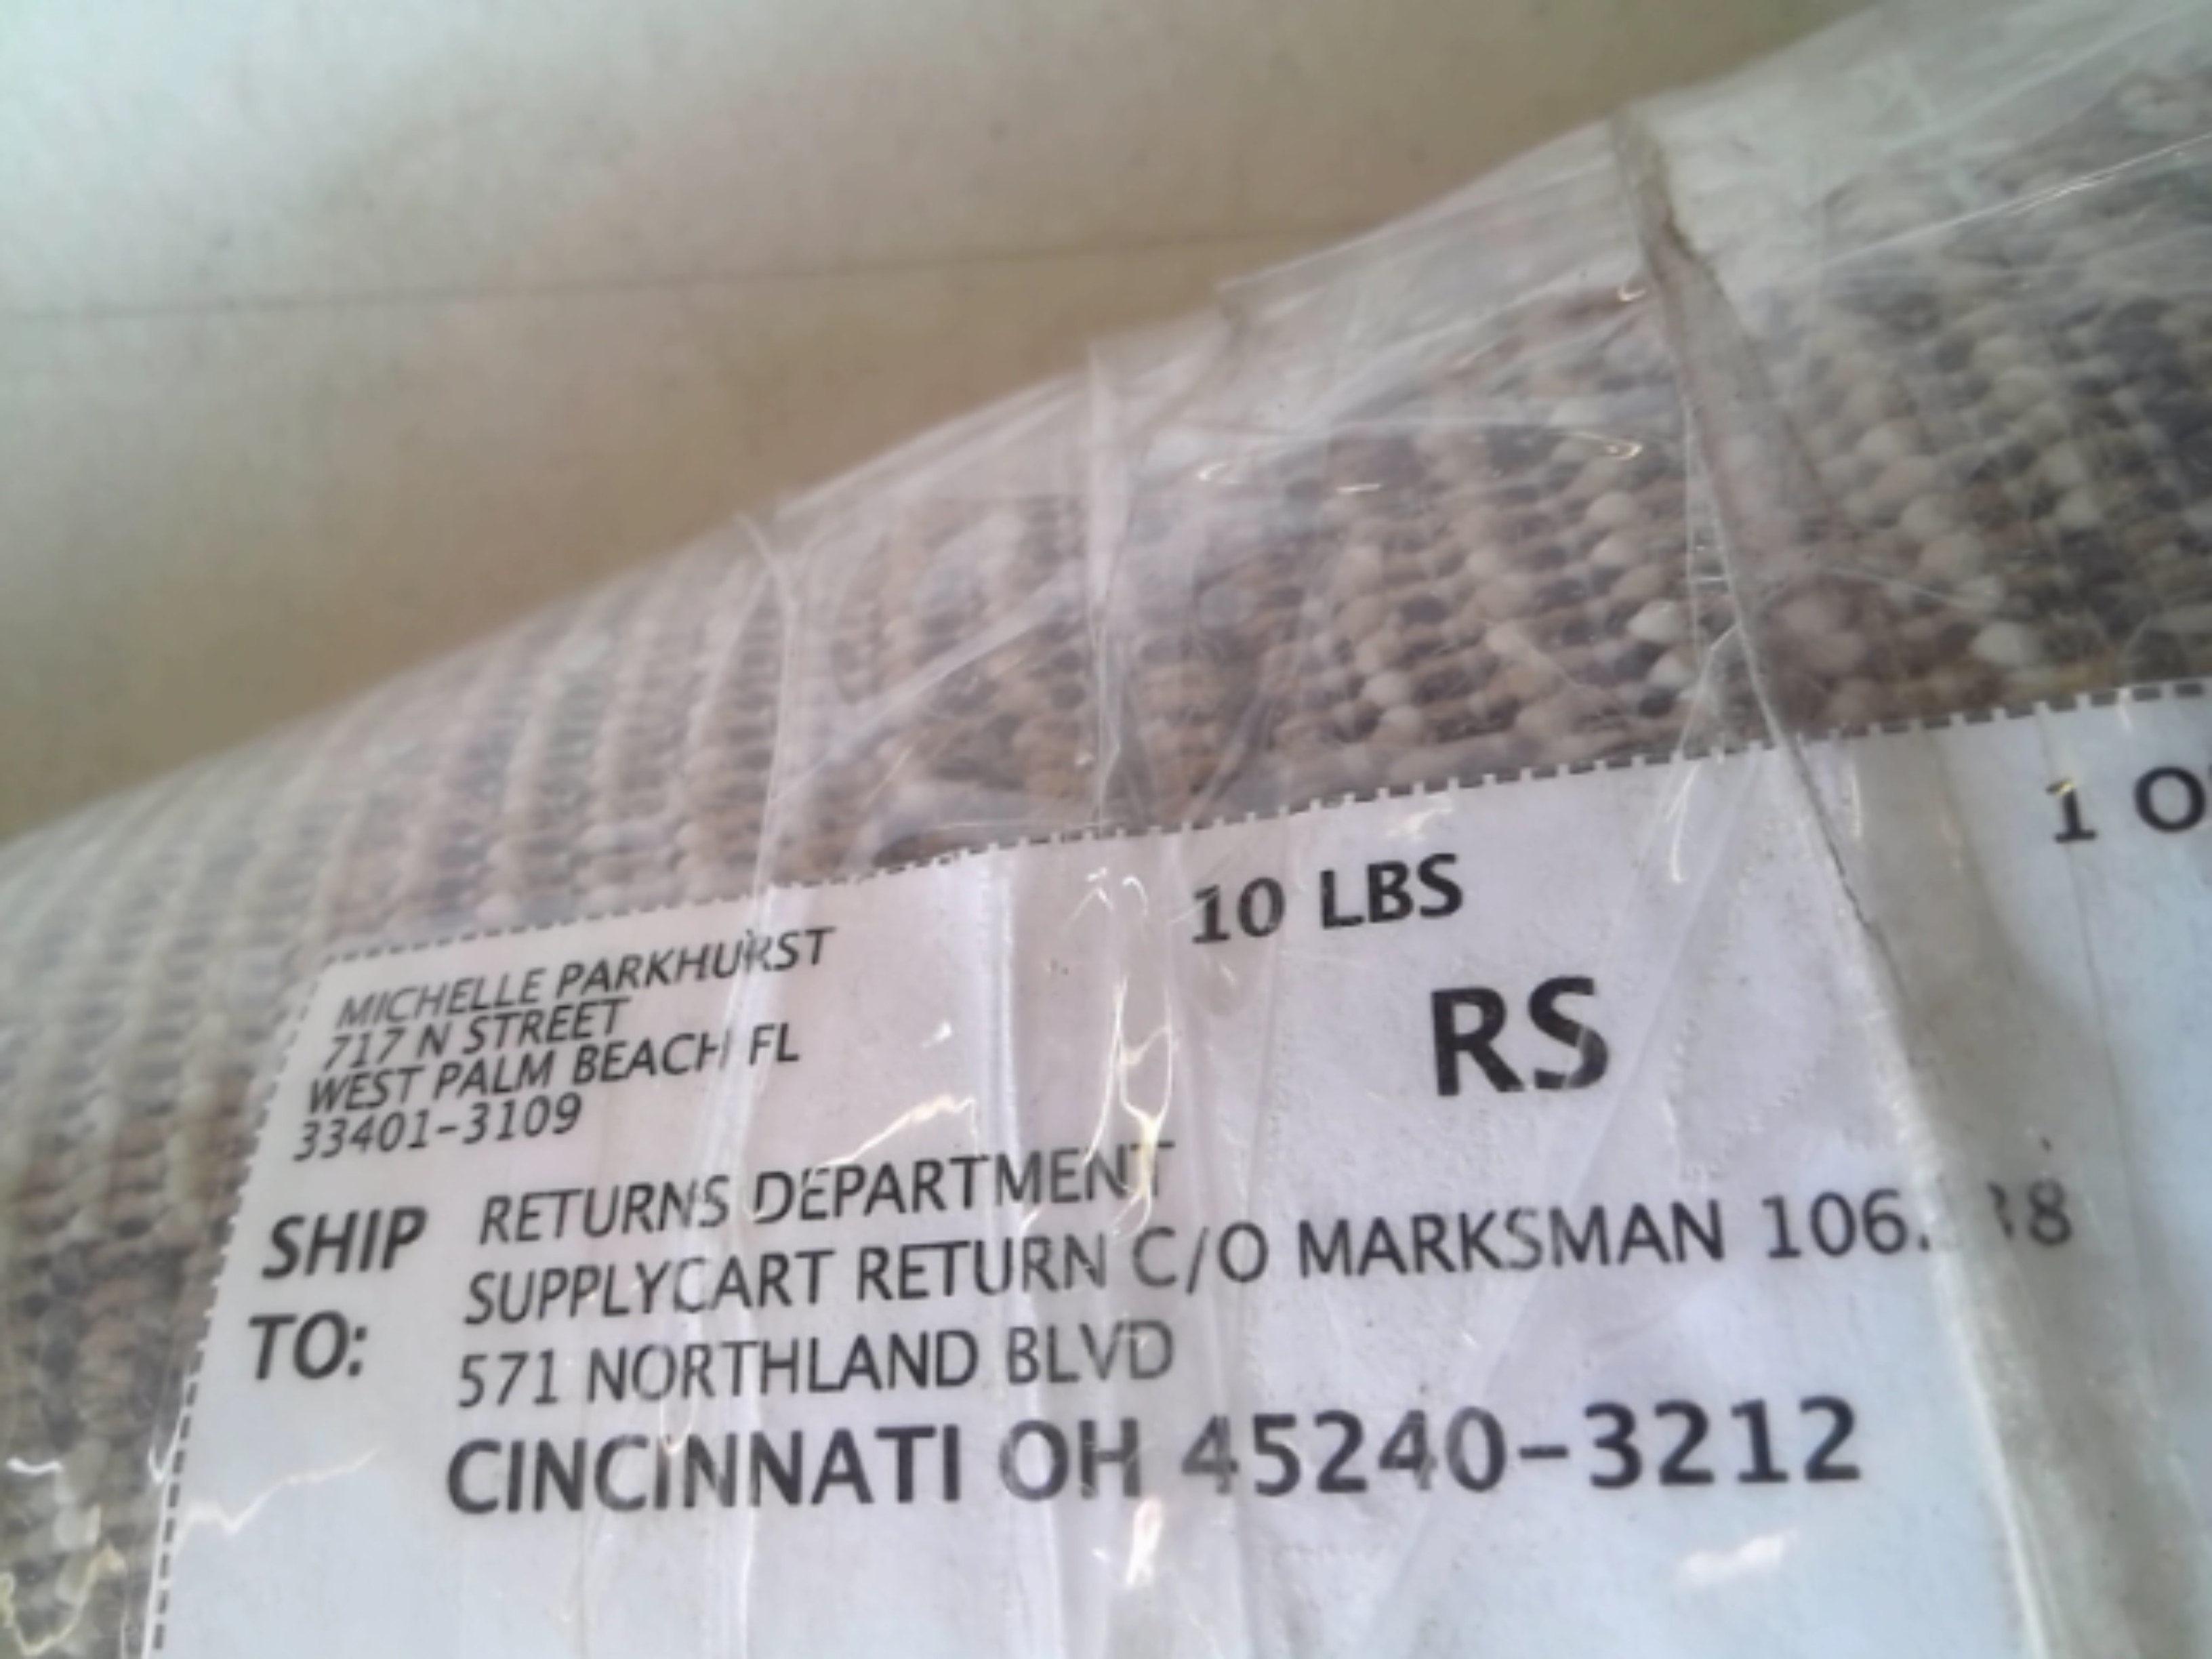 10 LBS
RS
MICHELLE PARKHURST
717 N STREET
WEST PALM BEACH FL
33401-3109
SHIP TO:
RETURNS DEPARTMENT
SUPPLYCART RETURN C/O MARKSMAN
571 NORTHLAND BLVD
CINCINNATI OH 45240-3212